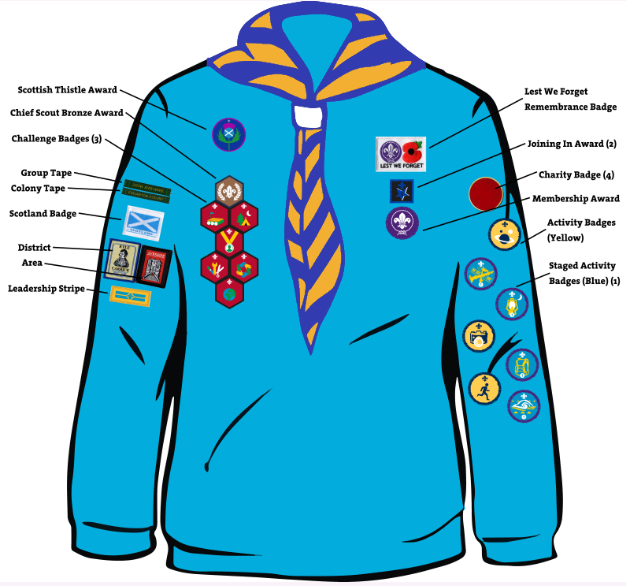 Scottish Thistle Award
Chief Scout Bronze Award
Challenge Badges (3)
Group Tape
Colony Tape
Scotland Badge
District
Area
Leadership Stripe
LEST WE FORGET
Lest We Forget
Remembrance Badge
Joining In Award (2)
Charity Badge (4)
Membership Award
Activity Badges
(Yellow)
Staged Activity
Badges (Blue) (1)